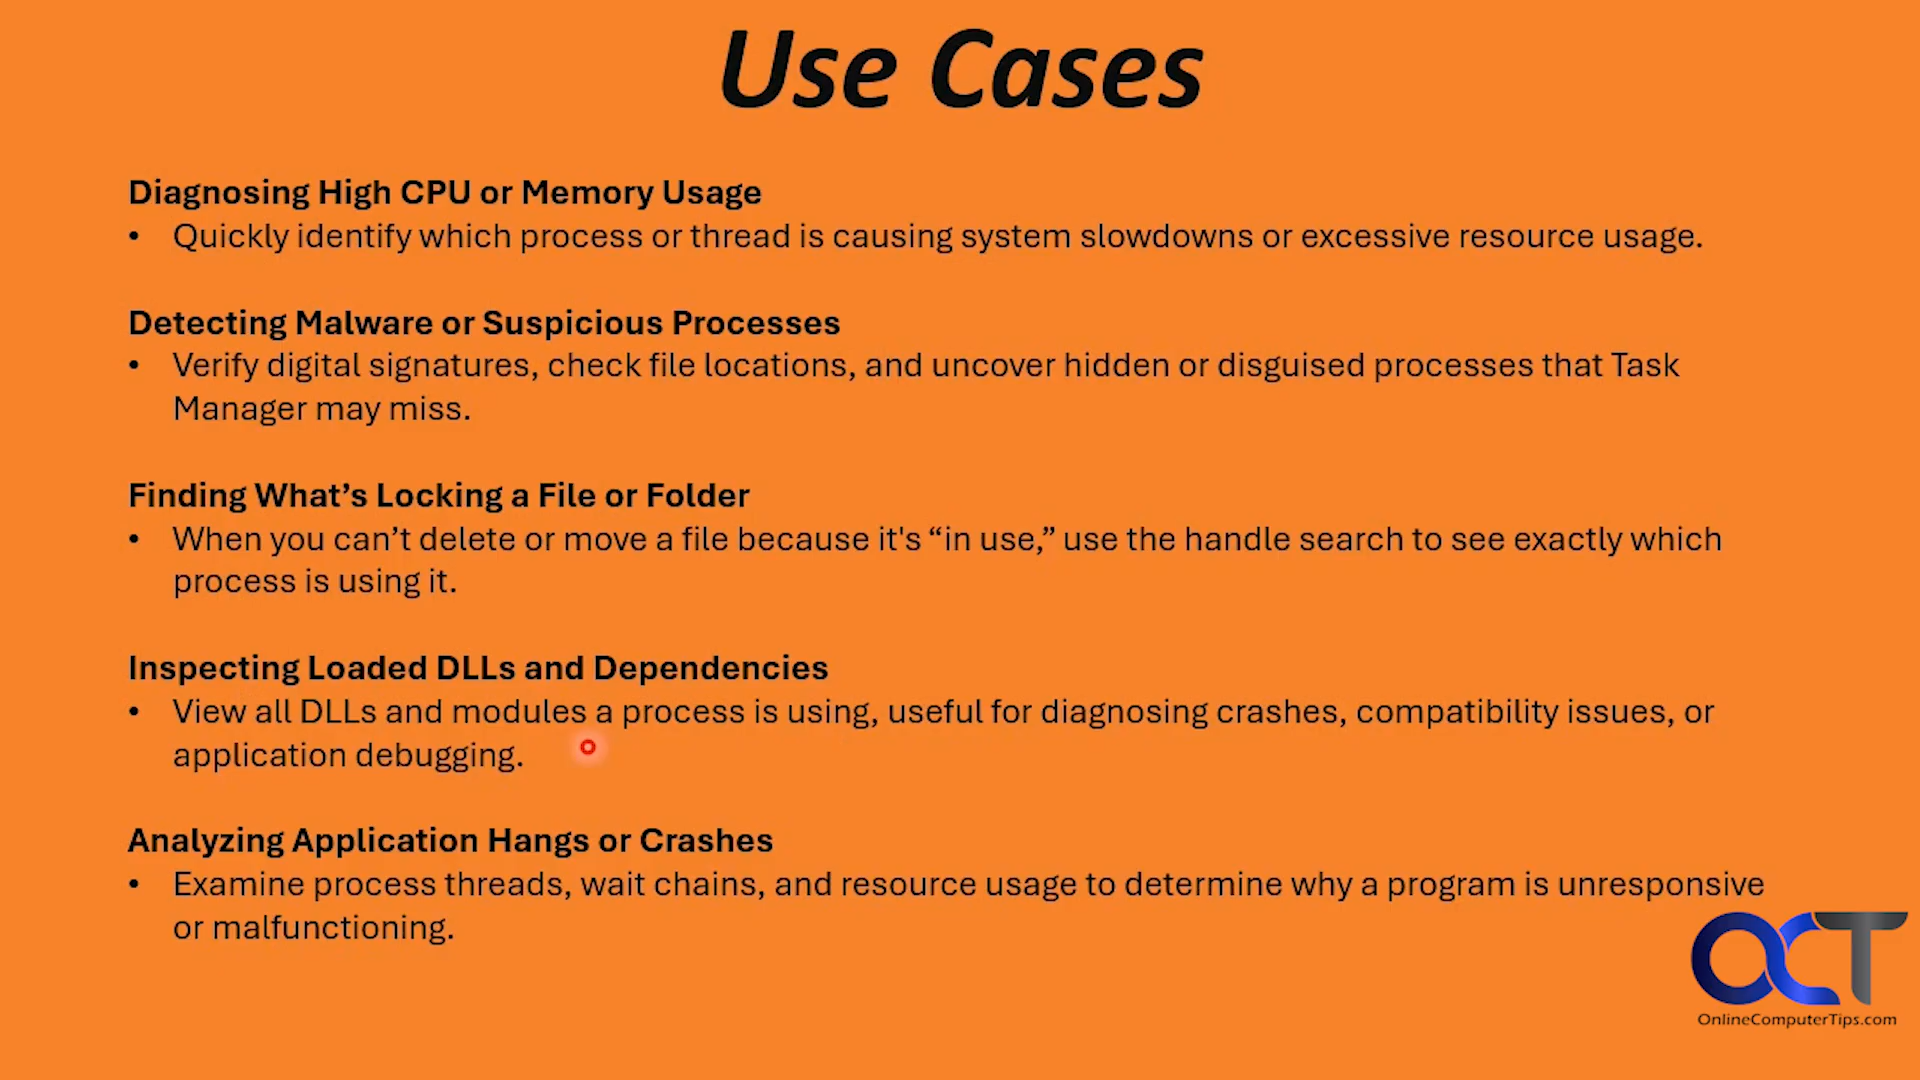 Use Cases
Diagnosing High CPU or Memory Usage
• Quickly identify which process or thread is causing system slowdowns or excessive resource usage.
Detecting Malware or Suspicious Processes
• Verify digital signatures, check file locations, and uncover hidden or disguised processes that Task
Manager may miss.
Finding What’s Locking a File or Folder
• When you can’t delete or move a file because it's “in use,” use the handle search to see exactly which
process is using it.
Inspecting Loaded DLLs and Dependencies
• View all DLLs and modules a process is using, useful for diagnosing crashes, compatibility issues, or
application debugging.
Analyzing Application Hangs or Crashes
• Examine process threads, wait chains, and resource usage to determine why a program is unresponsive
or malfunctioning.
OCT
OnlineComputerTips.com